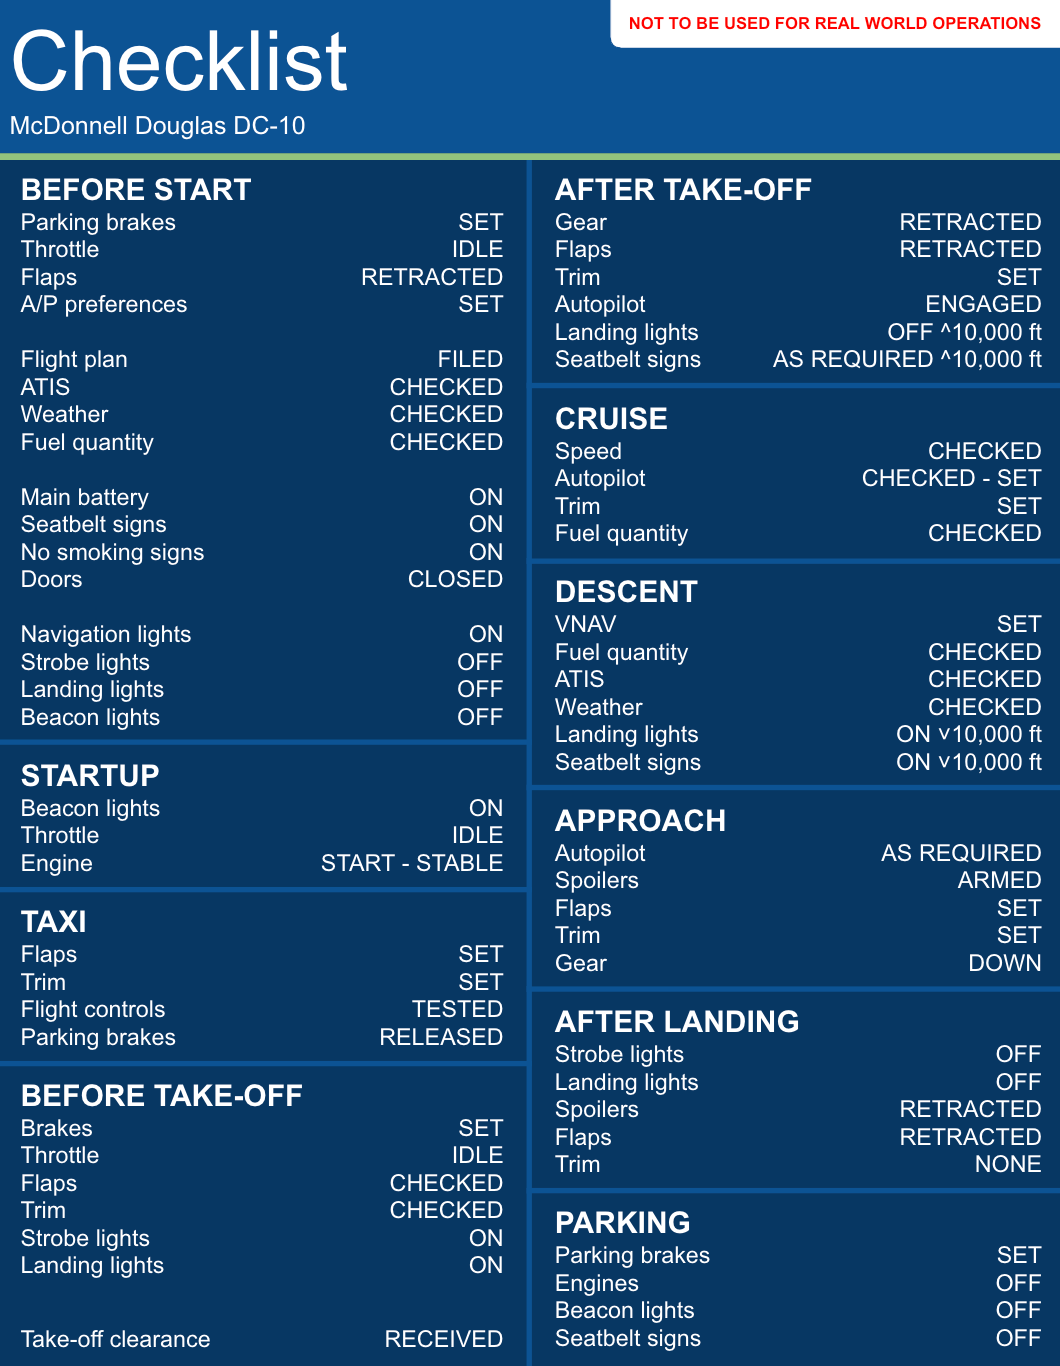 NOT TO BE USED FOR REAL WORLD OPERATIONS
Checklist
McDonnell Douglas DC-10
BEFORE START
Parking brakes SET
Throttle IDLE
Flaps RETRACTED
A/P preferences SET
Flight plan FILED
ATIS CHECKED
Weather CHECKED
Fuel quantity CHECKED
Main battery ON
Seatbelt signs ON
No smoking signs ON
Doors CLOSED
Navigation lights ON
Strobe lights OFF
Landing lights OFF
Beacon lights OFF
STARTUP
Beacon lights ON
Throttle IDLE
Engine START - STABLE
TAXI
Flaps SET
Trim SET
Flight controls TESTED
Parking brakes RELEASED
BEFORE TAKE-OFF
Brakes SET
Throttle IDLE
Flaps CHECKED
Trim CHECKED
Strobe lights ON
Landing lights ON
Take-off clearance RECEIVED
AFTER TAKE-OFF
Gear RETRACTED
Flaps RETRACTED
Trim SET
Autopilot ENGAGED
Landing lights OFF ^10,000 ft
Seatbelt signs AS REQUIRED ^10,000 ft
CRUISE
Speed CHECKED
Autopilot CHECKED - SET
Trim SET
Fuel quantity CHECKED
DESCENT
VNAV SET
Fuel quantity CHECKED
ATIS CHECKED
Weather CHECKED
Landing lights ON ˅10,000 ft
Seatbelt signs ON ˅10,000 ft
APPROACH
Autopilot AS REQUIRED
Spoilers ARMED
Flaps SET
Trim SET
Gear DOWN
AFTER LANDING
Strobe lights OFF
Landing lights OFF
Spoilers RETRACTED
Flaps RETRACTED
Trim NONE
PARKING
Parking brakes SET
Engines OFF
Beacon lights OFF
Seatbelt signs OFF